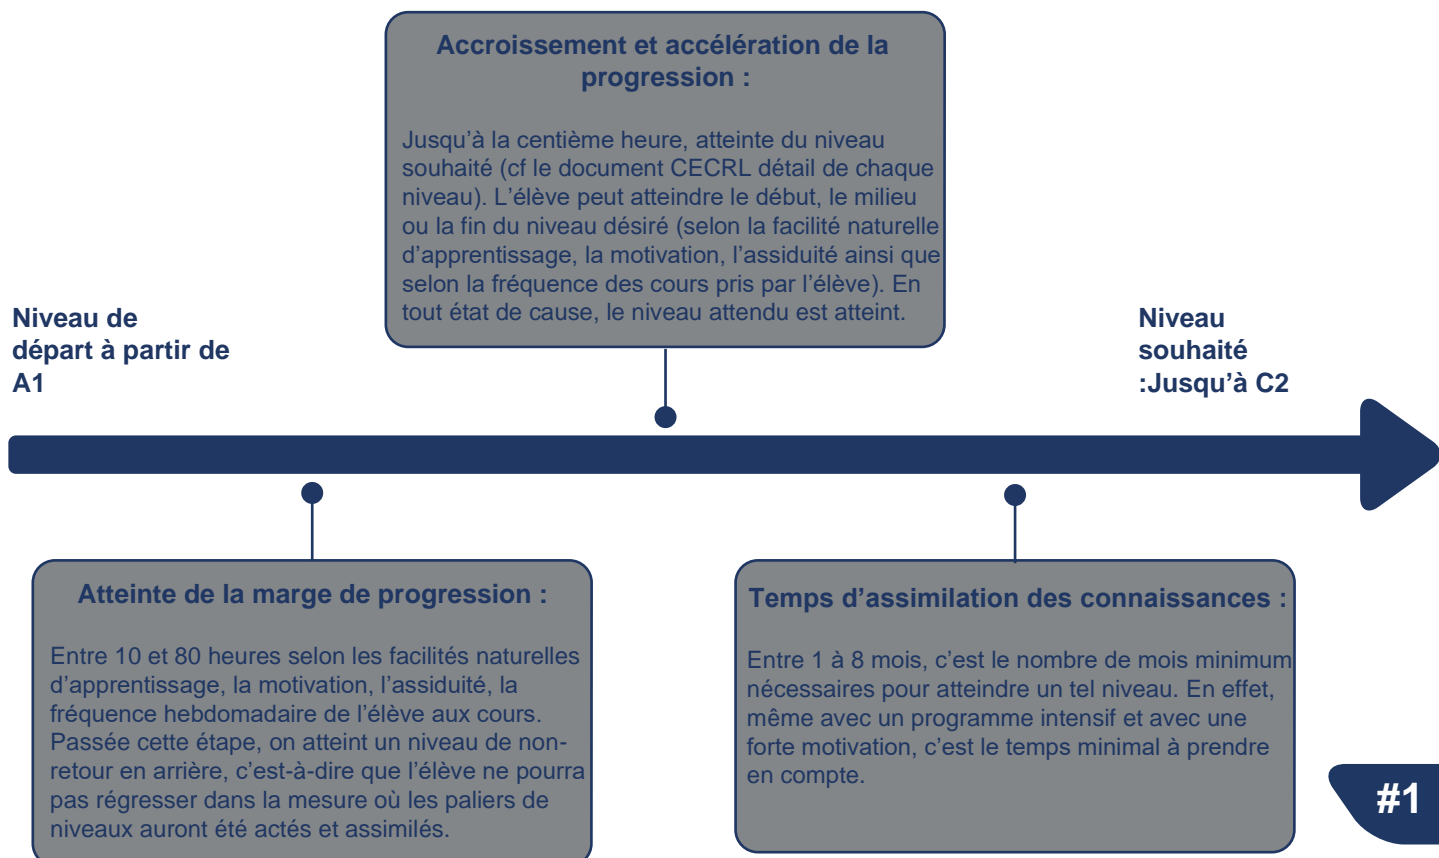 Accroissement et accélération de la
progression :
Jusqu'à la centième heure, atteinte du niveau
souhaité (cf le document CECRL détail de chaque
niveau). L'élève peut atteindre le début, le milieu
ou la fin du niveau désiré (selon la facilité naturelle
d'apprentissage, la motivation, l'assiduité ainsi que
selon la fréquence des cours pris par l'élève). En
tout état de cause, le niveau attendu est atteint.
Niveau de
départ à partir de
A1
Niveau
souhaité
:Jusqu'à C2
Atteinte de la marge de progression :
Entre 10 et 80 heures selon les facilités naturelles
d'apprentissage, la motivation, l'assiduité, la
fréquence hebdomadaire de l'élève aux cours.
Passée cette étape, on atteint un niveau de non-
retour en arrière, c'est-à-dire que l'élève ne pourra
pas régresser dans la mesure où les paliers de
niveaux auront été actés et assimilés.
Temps d'assimilation des connaissances :
Entre 1 à 8 mois, c'est le nombre de mois minimum
nécessaires pour atteindre un tel niveau. En effet,
même avec un programme intensif et avec une
forte motivation, c'est le temps minimal à prendre
en compte.
#1